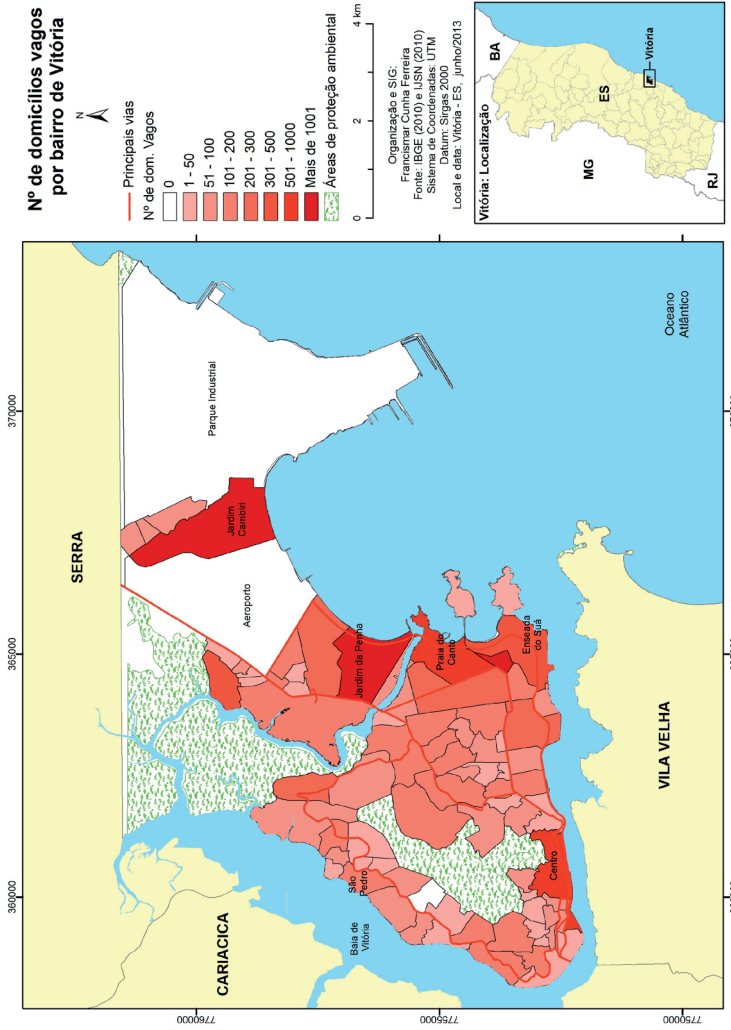 Nº de domicílios vagos
por bairro de Vitória
N
Principais vias
Nº de dom. Vagos
0
1 - 50
51 - 100
101 - 200
201 - 300
301 - 500
501 - 1000
Mais de 1001
Áreas de proteção ambiental
0
2
4 km
Organização e SIG:
Francismar Cunha Ferreira
Fonte: IBGE (2010) e IJSN (2010)
Sistema de Coordenadas: UTM
Datum: Sirgas 2000
Local e data: Vitória - ES, junho/2013
Vitória: Localização
BA
MG
ES
Vitória
RJ
360000
365000
370000
7760000
7755000
7750000
CARIACICA
SERRA
VILA VELHA
Parque Industrial
Jardim
Cambiri
Aeroporto
Jardim da Penha
Praia do
Canto
Enseada
do Suá
São
Pedro
Baia de
Vitória
Centro
Oceano
Atlântico